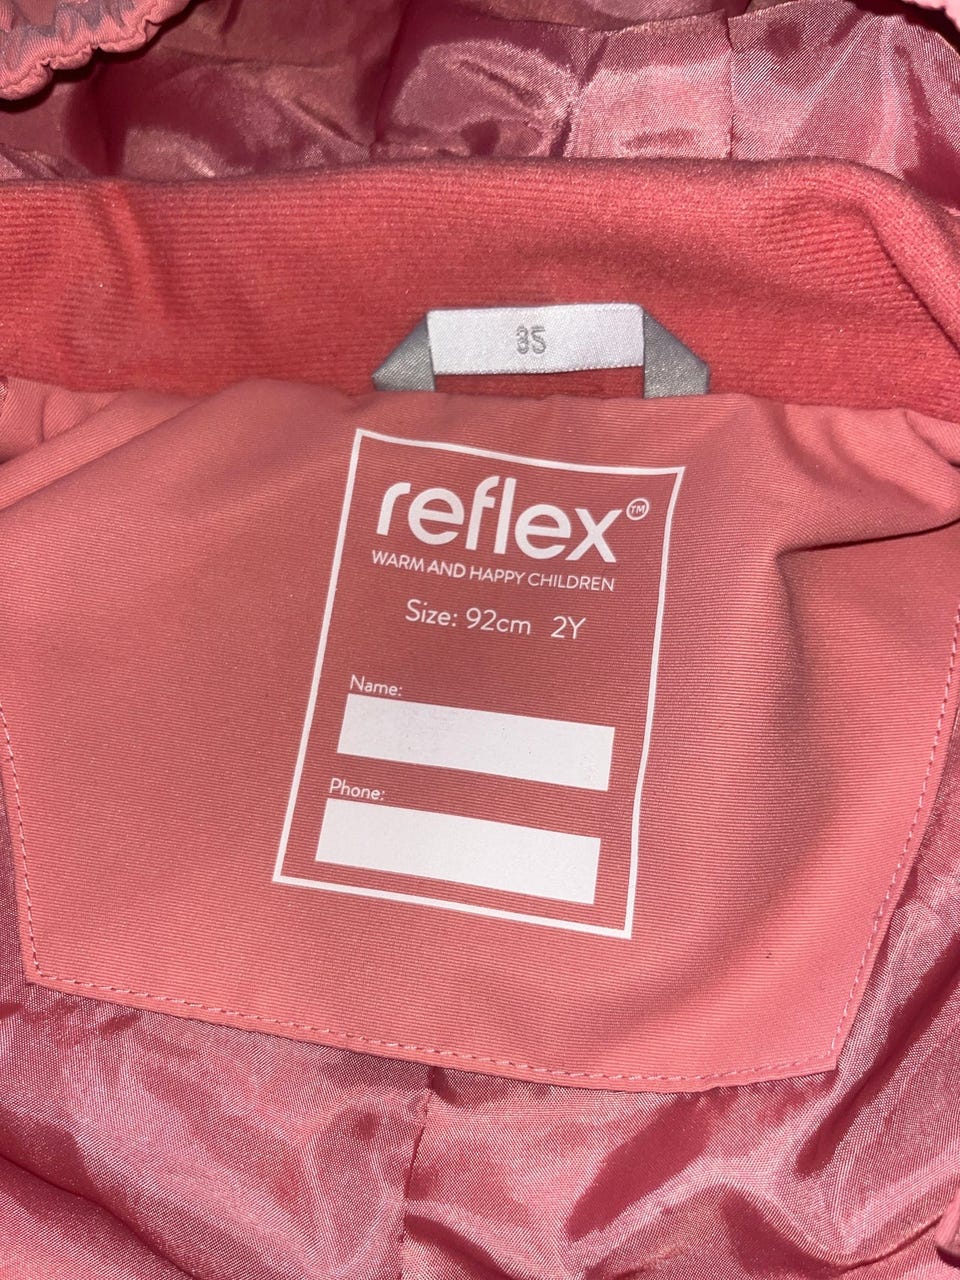 35
reflex™
WARM AND HAPPY CHILDREN
Size: 92cm 2Y
Name:
Phone: